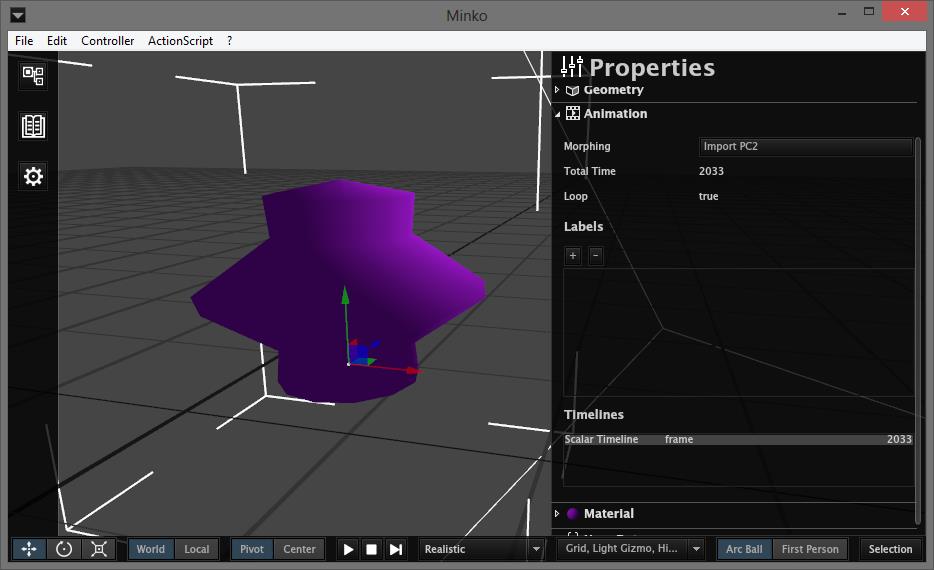 Minko
File Edit Controller ActionScript ?
Properties
Geometry
Animation
Morphing Import PC2
Total Time 2033
Loop true
Labels
+ -
Timelines
Scalar Timeline frame 2033
Material
World Local Pivot Center Realistic Grid, Light Gizmo, Hi... Arc Ball First Person Selection